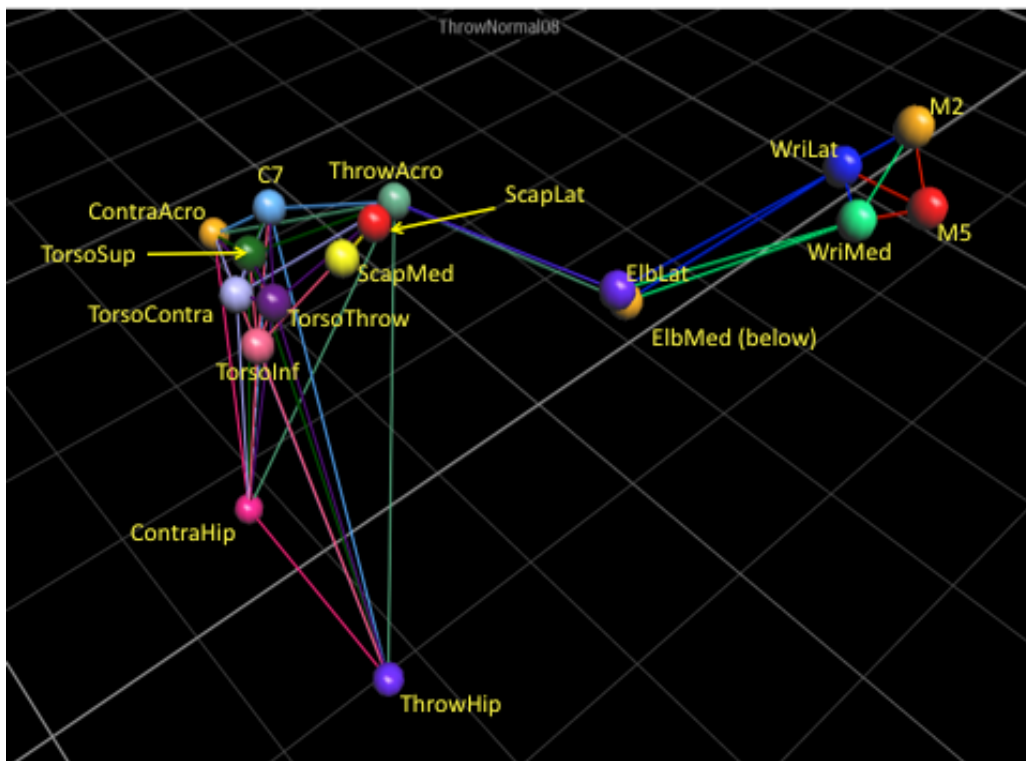 ThrowNormal08
M2
WriLat
C7
ThrowAcro
ScapLat
ContraAcro
M5
TorsoSup
WriMed
ScapMed
ElbLat
TorsoContra
TorsoThrow
ElbMed (below)
TorsoInf
ContraHip
ThrowHip